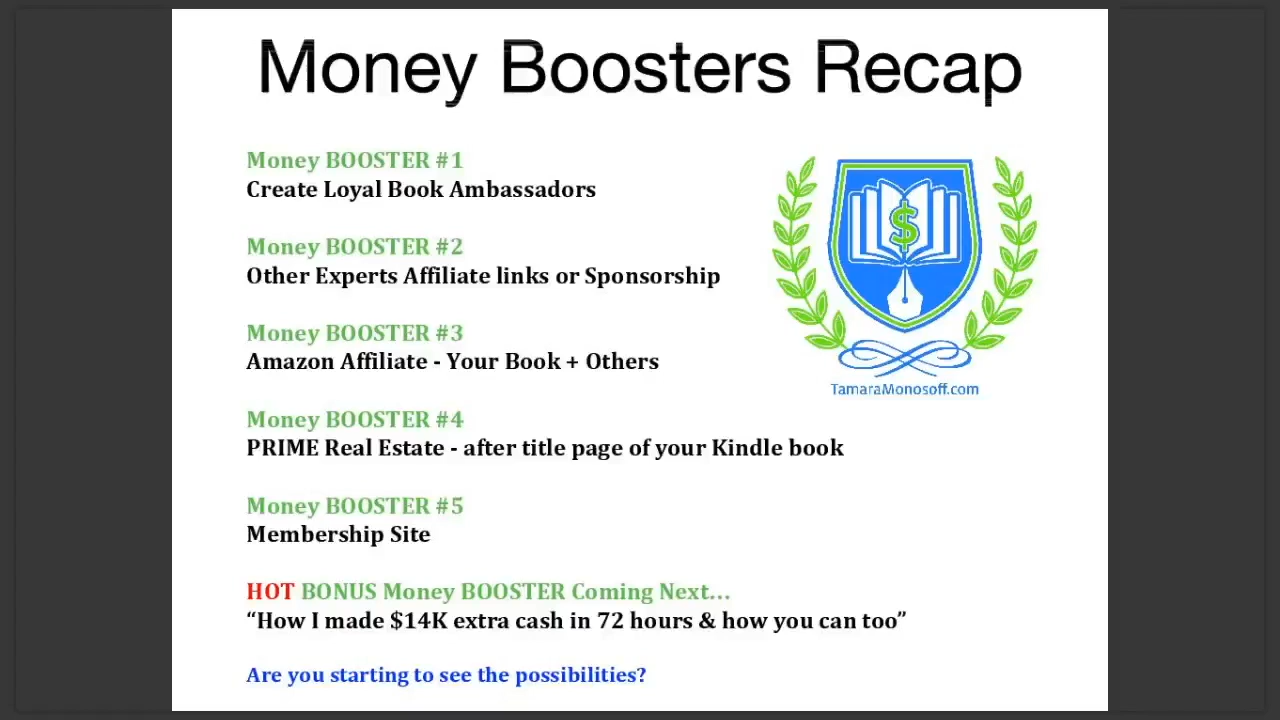 Money Boosters Recap
Money BOOSTER #1
Create Loyal Book Ambassadors
Money BOOSTER #2
Other Experts Affiliate links or Sponsorship
Money BOOSTER #3
Amazon Affiliate - Your Book + Others
Money BOOSTER #4
PRIME Real Estate - after title page of your Kindle book
Money BOOSTER #5
Membership Site
HOT BONUS Money BOOSTER Coming Next...
“How I made $14K extra cash in 72 hours & how you can too”
Are you starting to see the possibilities?
$
TamaraMonosoff.com